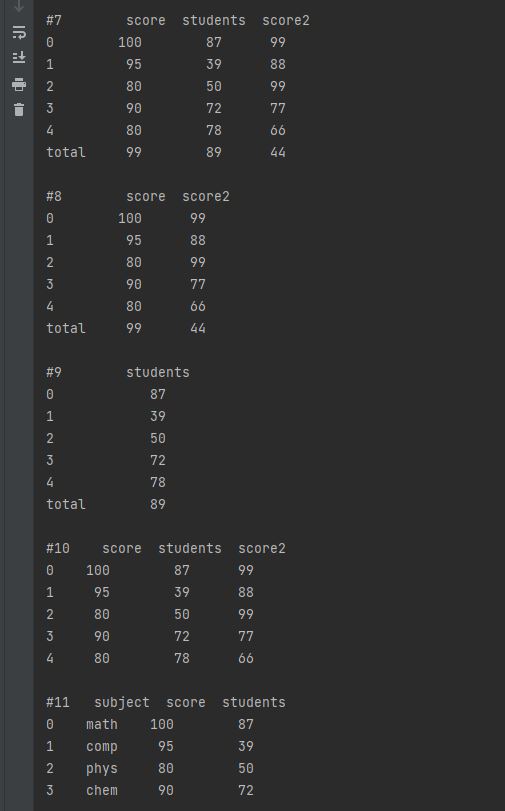 #7        score  students  score2
0        100        87      99
1         95        39      88
2         80        50      99
3         90        72      77
4         80        78      66
total     99        89      44
#8        score  score2
0        100      99
1         95      88
2         80      99
3         90      77
4         80      66
total     99      44
#9        students
0            87
1            39
2            50
3            72
4            78
total        89
#10    score  students  score2
0    100        87      99
1     95        39      88
2     80        50      99
3     90        72      77
4     80        78      66
#11   subject  score  students
0    math    100        87
1    comp     95        39
2    phys     80        50
3    chem     90        72